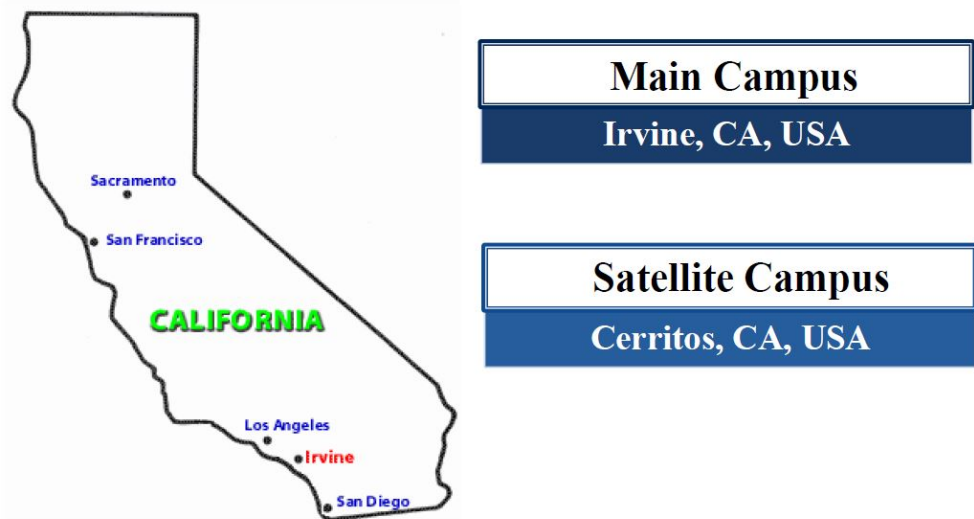 Sacramento
San Francisco
CALIFORNIA
Los Angeles
Irvine
San Diego
Main Campus
Irvine, CA, USA
Satellite Campus
Cerritos, CA, USA